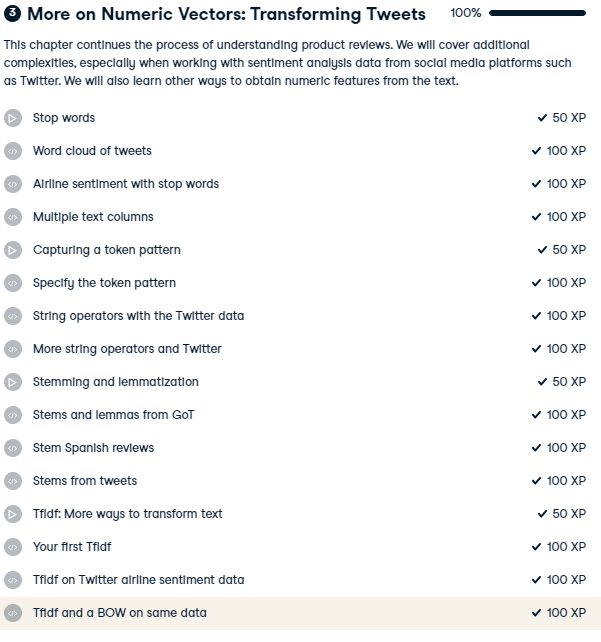 3 More on Numeric Vectors: Transforming Tweets 100%
This chapter continues the process of understanding product reviews. We will cover additional
complexities, especially when working with sentiment analysis data from social media platforms such
as Twitter. We will also learn other ways to obtain numeric features from the text.
Stop words 50 XP
Word cloud of tweets 100 XP
Airline sentiment with stop words 100 XP
Multiple text columns 100 XP
Capturing a token pattern 50 XP
Specify the token pattern 100 XP
String operators with the Twitter data 100 XP
More string operators and Twitter 100 XP
Stemming and lemmatization 50 XP
Stems and lemmas from GoT 100 XP
Stem Spanish reviews 100 XP
Stems from tweets 100 XP
TfIdf: More ways to transform text 50 XP
Your first TfIdf 100 XP
TfIdf on Twitter airline sentiment data 100 XP
TfIdf and a BOW on same data 100 XP